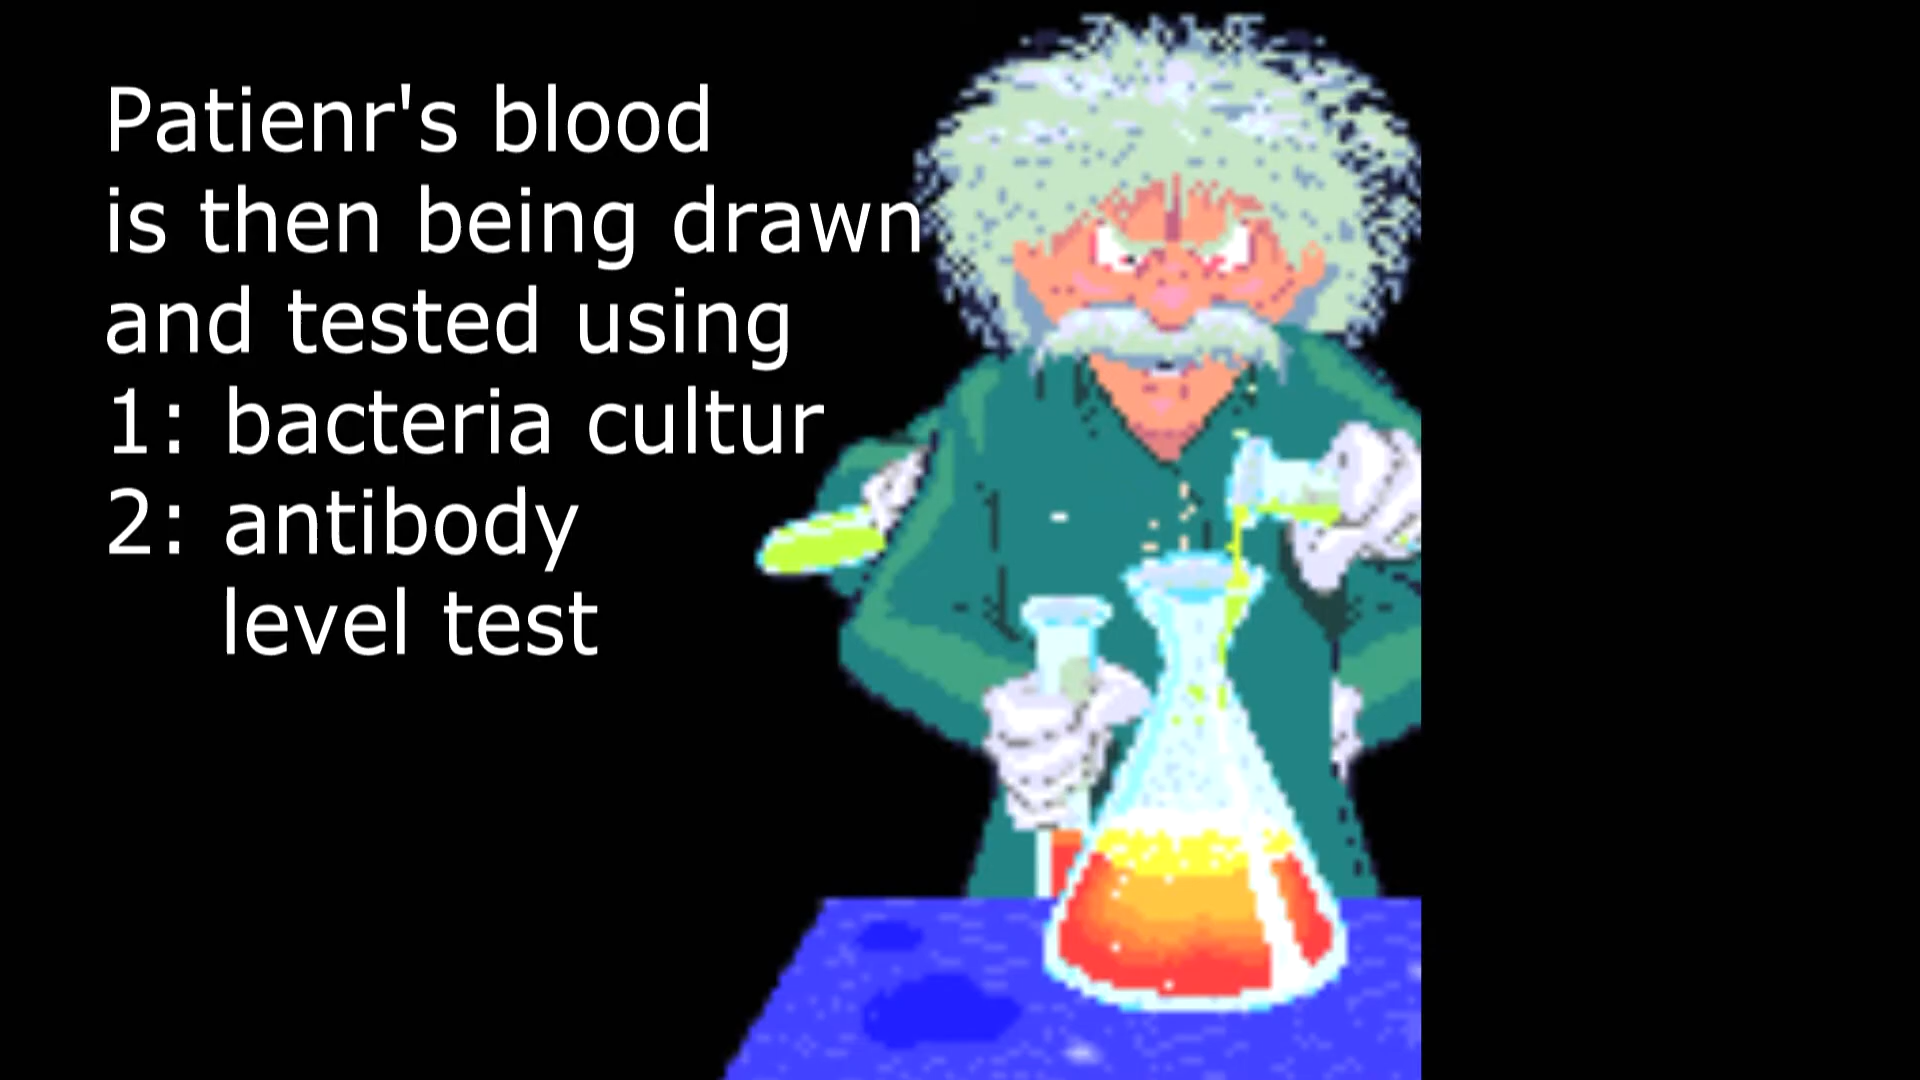 Patienr's blood
is then being drawn
and tested using
1: bacteria cultur
2: antibody
level test